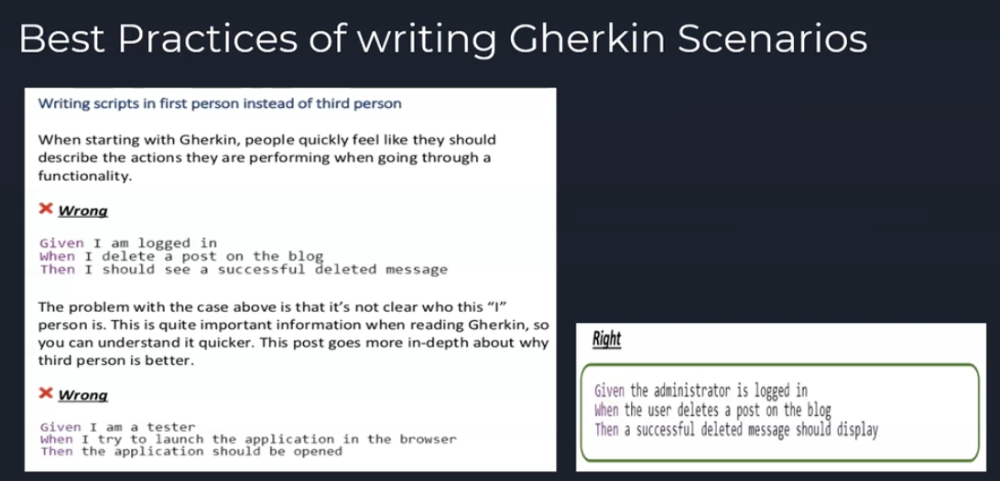 Best Practices of writing Gherkin Scenarios
Writing scripts in first person instead of third person
When starting with Gherkin, people quickly feel like they should
describe the actions they are performing when going through a
functionality.
Wrong
Given I am logged in
When I delete a post on the blog
Then I should see a successful deleted message
The problem with the case above is that it’s not clear who this “I”
person is. This is quite important information when reading Gherkin, so
you can understand it quicker. This post goes more in-depth about why
third person is better.
Wrong
Given I am a tester
When I try to launch the application in the browser
Then the application should be opened
Right
Given the administrator is logged in
When the user deletes a post on the blog
Then a successful deleted message should display